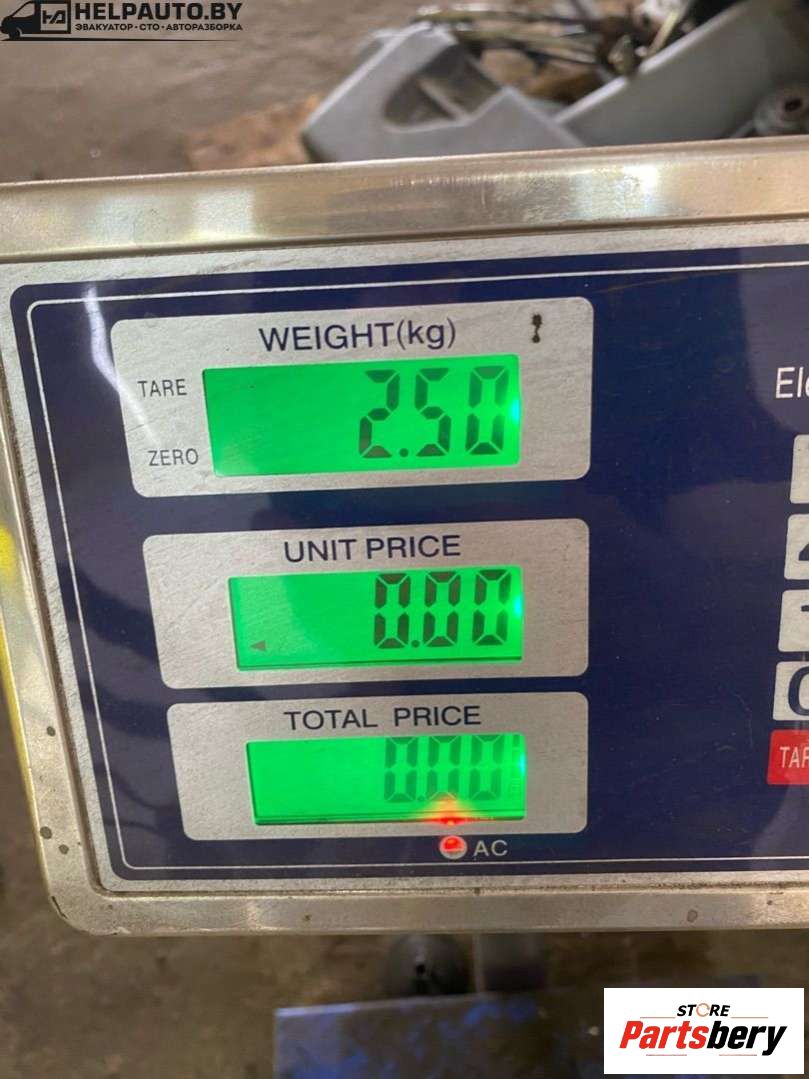 HELPAUTO.BY
ЭВАКУАТОР • СТО • АВТОРАЗБОРКА
WEIGHT(kg)
TARE
2.50
ZERO
UNIT PRICE
0.00
TOTAL PRICE
0.00
AC
STORE
Partsbery